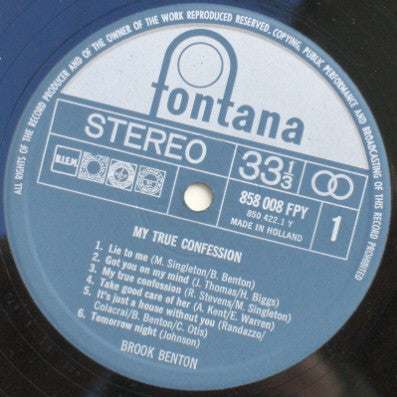 ALL RIGHTS OF THE RECORD PRODUCER AND OF THE OWNER OF THE WORK REPRODUCED RESERVED, COPYING, PUBLIC PERFORMANCE AND BROADCASTING OF THIS RECORD PROHIBITED
fontana
STEREO
33 1/3
B.I.E.M.
858 008 FPY
850 422.1 Y
MADE IN HOLLAND
1
MY TRUE CONFESSION
1. Lie to me (M. Singleton/B. Benton)
2. Got you on my mind (J. Thomas/H. Biggs)
3. My true confession (R. Stevens/M. Singleton)
4. Take good care of her (A. Kent/E. Warren)
5. It's just a house without you (Randazzo/
Colacrai/B. Benton/C. Otis)
6. Tomorrow night (Johnson)
BROOK BENTON